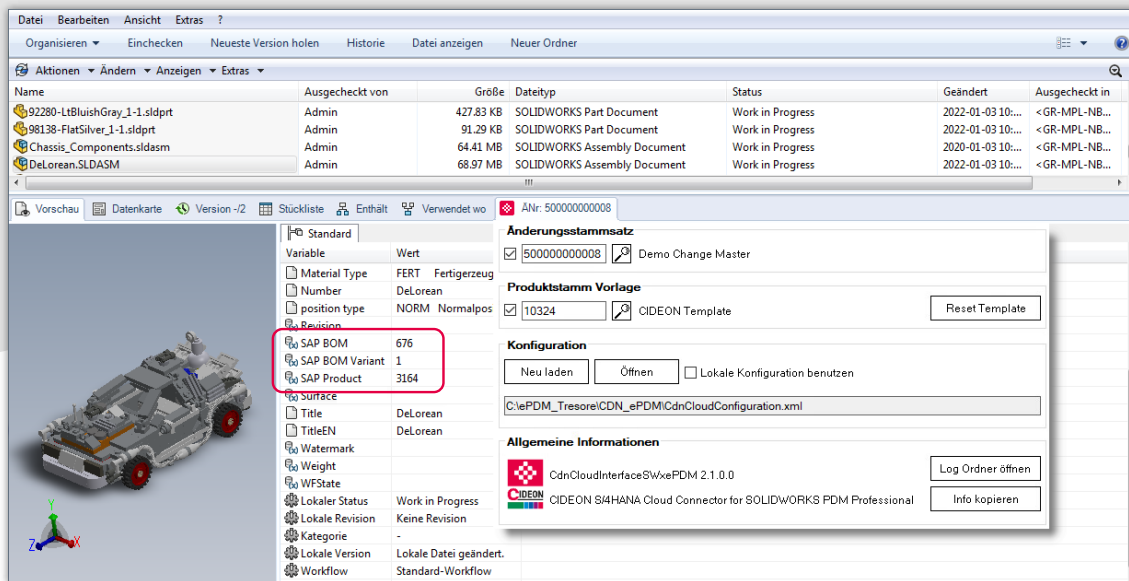 Datei Bearbeiten Ansicht Extras ?
Organisieren Einchecken Neueste Version holen Historie Datei anzeigen Neuer Ordner
Aktionen Ändern Anzeigen Extras
Name Ausgecheckt von Größe Dateityp Status Geändert Ausgecheckt in
92280-LtBluishGray_1-1.sldprt Admin 427.83 KB SOLIDWORKS Part Document Work in Progress 2022-01-03 10:... <GR-MPL-NB...
98138-FlatSilver_1-1.sldprt Admin 91.29 KB SOLIDWORKS Part Document Work in Progress 2022-01-03 10:... <GR-MPL-NB...
Chassis_Components.sldasm Admin 64.41 MB SOLIDWORKS Assembly Document Work in Progress 2020-01-03 10:... <GR-MPL-NB...
DeLorean.SLDASM Admin 68.97 MB SOLIDWORKS Assembly Document Work in Progress 2022-01-03 10:... <GR-MPL-NB...
Vorschau Datenkarte Version -/2 Stückliste Enthält Verwendet wo ÄNr: 500000000008
Standard
Variable Wert
Material Type FERT Fertigerzeug
Number DeLorean
position type NORM Normalpos
Revision
SAP BOM 676
SAP BOM Variant 1
SAP Product 3164
Surface
Title DeLorean
TitleEN DeLorean
Watermark
Weight
WFState
Lokaler Status Work in Progress
Lokale Revision Keine Revision
Kategorie -
Lokale Version Lokale Datei geändert.
Workflow Standard-Workflow
Änderungsstammsatz
500000000008 Demo Change Master
Produktstamm Vorlage
10324 CIDEON Template Reset Template
Konfiguration
Neu laden Öffnen Lokale Konfiguration benutzen
C:\ePDM_Tresore\CDN_ePDM\CdnCloudConfiguration.xml
Allgemeine Informationen
CdnCloudInterfaceSWxePDM 2.1.0.0 Log Ordner öffnen
CIDEON CIDEON S/4HANA Cloud Connector for SOLIDWORKS PDM Professional Info kopieren
Y
Z X